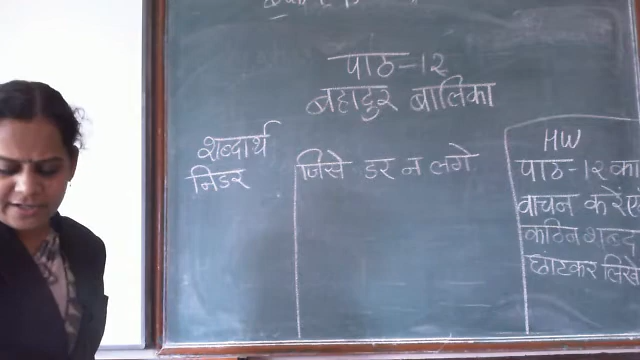 पाठ-१२
बहादुर बालिका
शब्दार्थ
निडर जिसे डर न लगे
HW
पाठ-१२ का
वाचन करें
कठिन शब्द
छांटकर लिखे